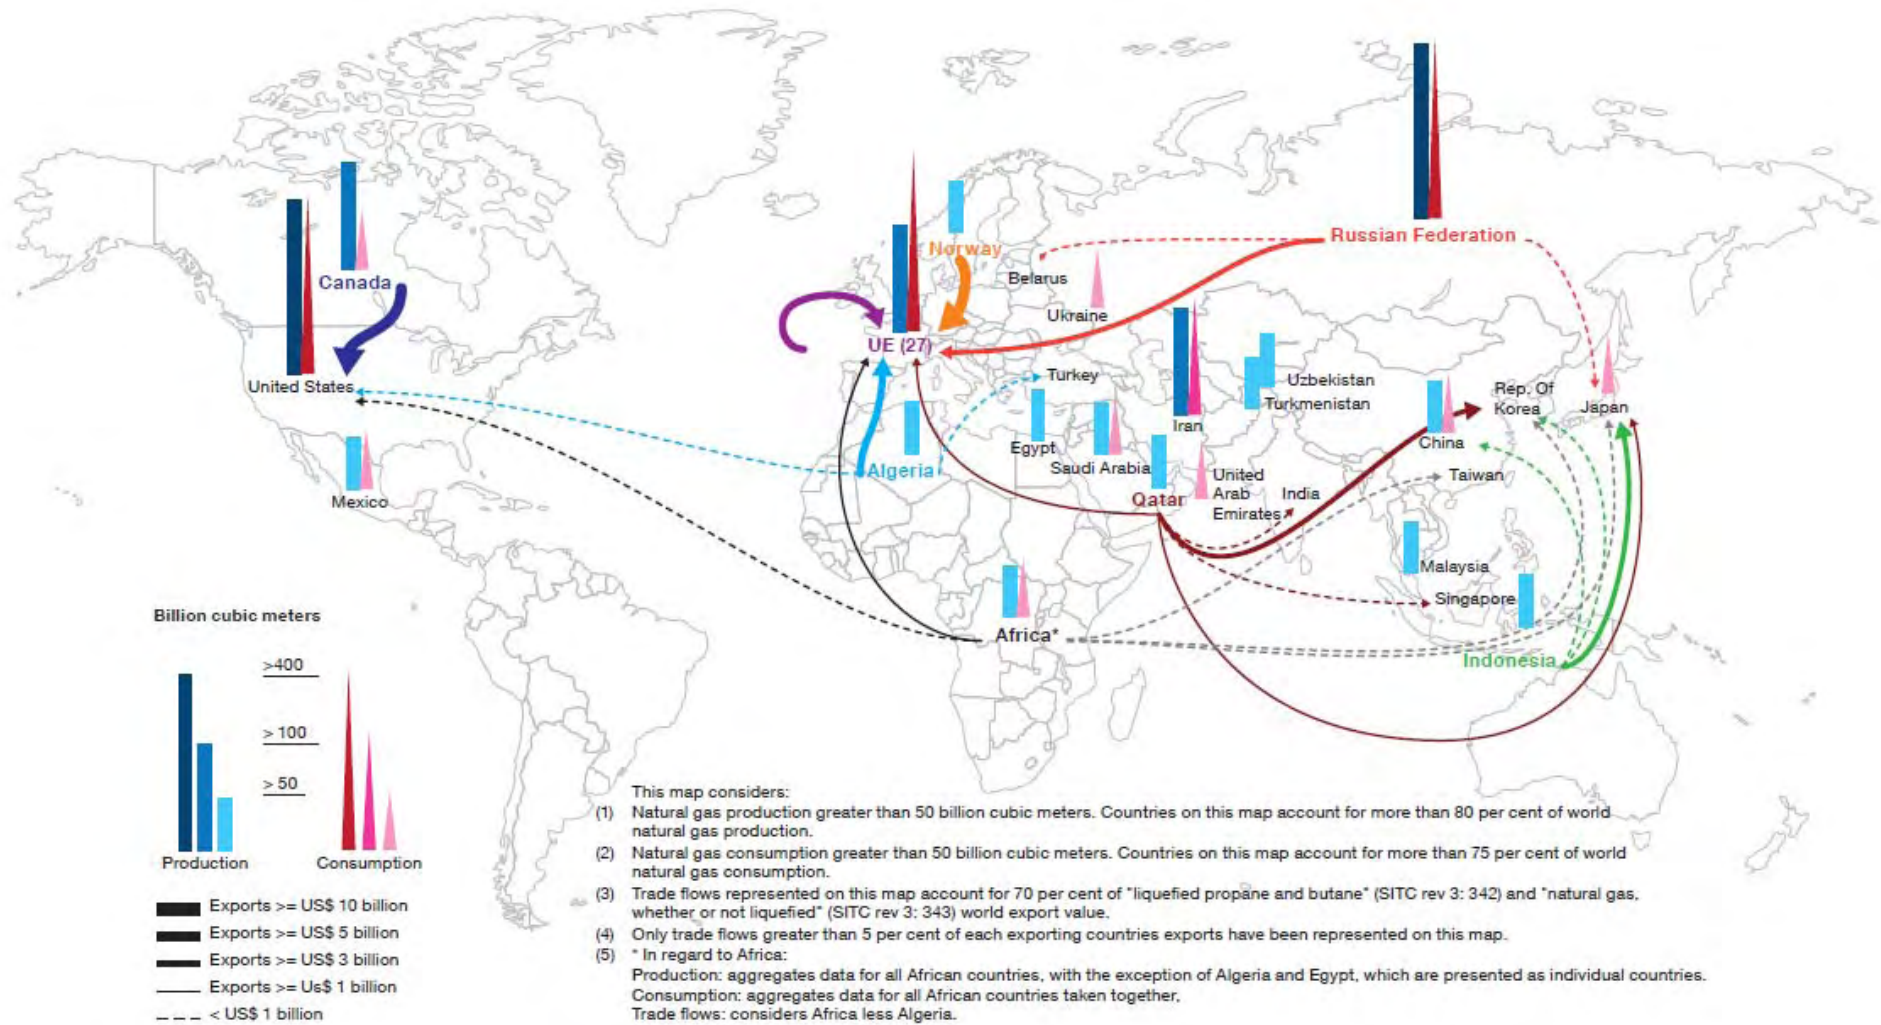 Canada
United States
Mexico
Norway
UE (27)
Belarus
Ukraine
Russian Federation
Turkey
Algeria
Egypt
Saudi Arabia
Qatar
Iran
Uzbekistan
Turkmenistan
United
Arab
Emirates
India
China
Rep. Of
Korea
Japan
Taiwan
Malaysia
Singapore
Indonesia
Africa*
Billion cubic meters
>400
> 100
> 50
Production
Consumption
Exports >= US$ 10 billion
Exports >= US$ 5 billion
Exports >= US$ 3 billion
Exports >= Us$ 1 billion
< US$ 1 billion
This map considers:
(1) Natural gas production greater than 50 billion cubic meters. Countries on this map account for more than 80 per cent of world
natural gas production.
(2) Natural gas consumption greater than 50 billion cubic meters. Countries on this map account for more than 75 per cent of world
natural gas consumption.
(3) Trade flows represented on this map account for 70 per cent of "liquefied propane and butane" (SITC rev 3: 342) and "natural gas,
whether or not liquefied" (SITC rev 3: 343) world export value.
(4) Only trade flows greater than 5 per cent of each exporting countries exports have been represented on this map.
(5) * In regard to Africa:
Production: aggregates data for all African countries, with the exception of Algeria and Egypt, which are presented as individual countries.
Consumption: aggregates data for all African countries taken together,
Trade flows: considers Africa less Algeria.